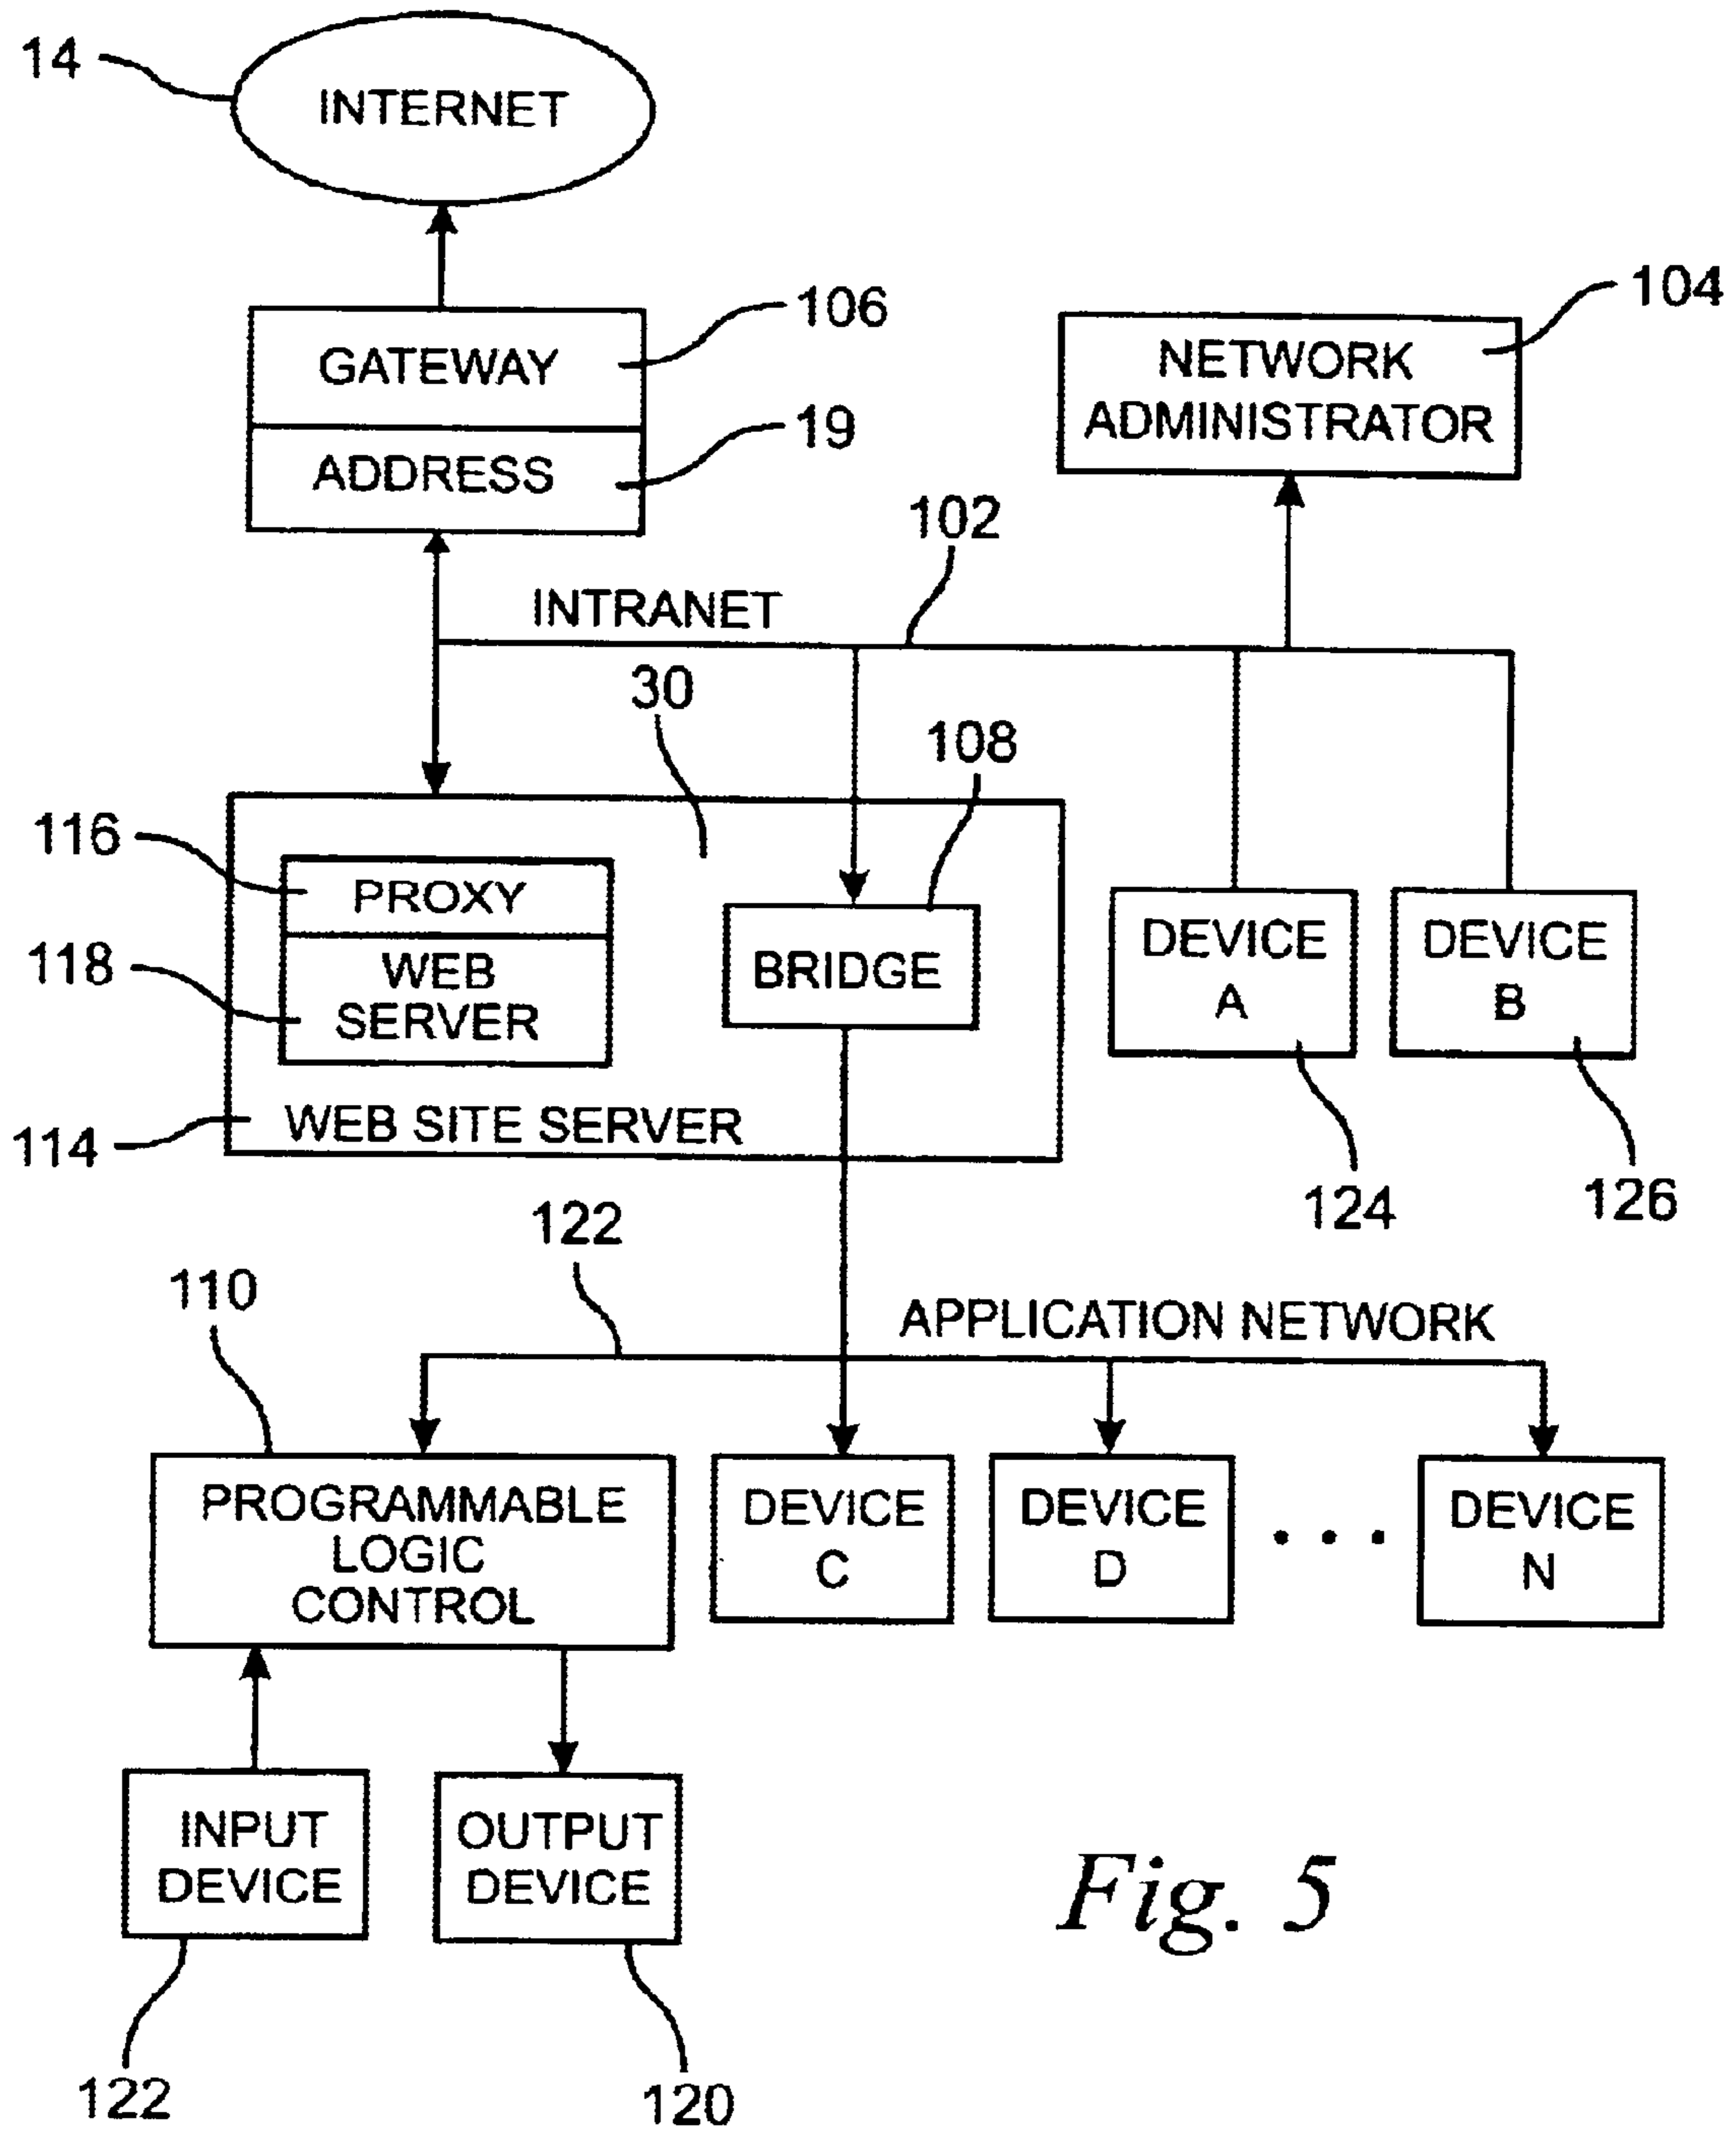 14
INTERNET
106
GATEWAY
19
ADDRESS
104
NETWORK
ADMINISTRATOR
102
INTRANET
30
108
116
PROXY
118
WEB
SERVER
BRIDGE
114
WEB SITE SERVER
DEVICE
A
DEVICE
B
124
126
122
110
APPLICATION NETWORK
PROGRAMMABLE
LOGIC
CONTROL
DEVICE
C
DEVICE
D
. . .
DEVICE
N
INPUT
DEVICE
OUTPUT
DEVICE
122
120
Fig. 5